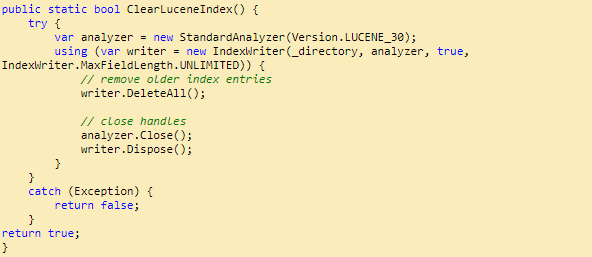 public static bool ClearLuceneIndex() {
    try {
        var analyzer = new StandardAnalyzer(Version.LUCENE_30);
        using (var writer = new IndexWriter(_directory, analyzer, true,
IndexWriter.MaxFieldLength.UNLIMITED)) {
            // remove older index entries
            writer.DeleteAll();

            // close handles
            analyzer.Close();
            writer.Dispose();
        }
    }
    catch (Exception) {
        return false;
    }
return true;
}